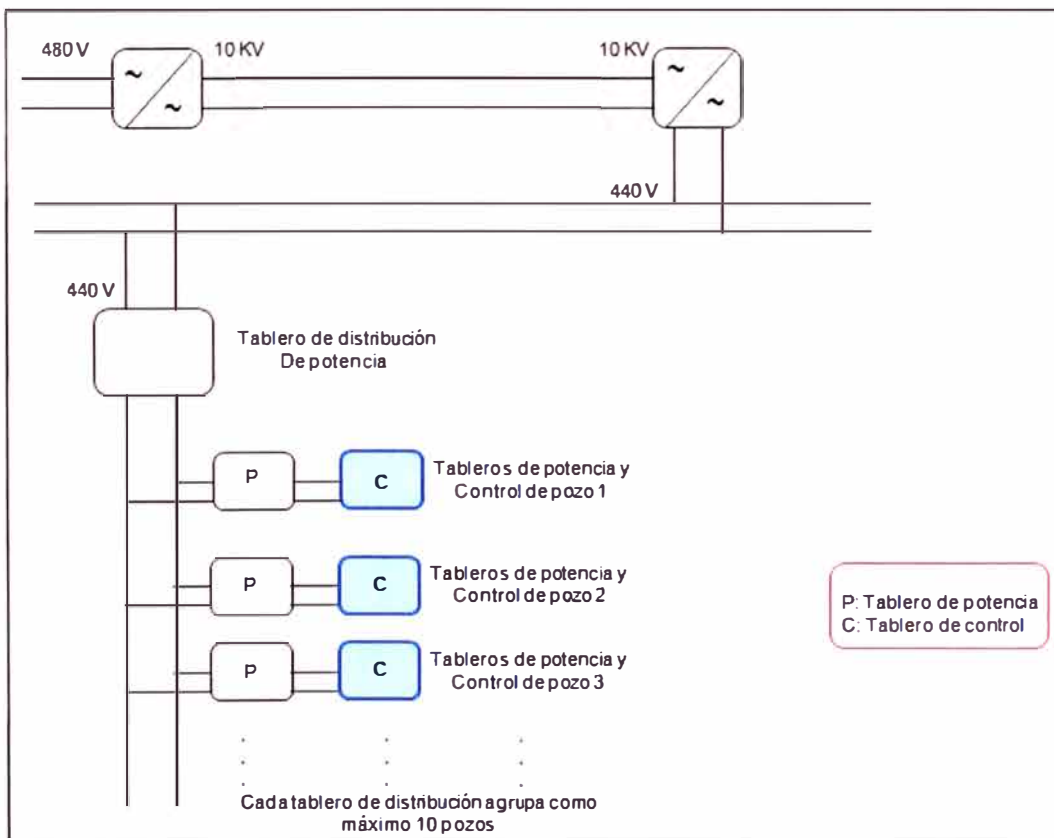 480 V
10 KV
10 KV
~
~
~
~
440 V
440 V
Tablero de distribución
De potencia
P
C
Tableros de potencia y
Control de pozo 1
P
C
Tableros de potencia y
Control de pozo 2
P: Tablero de potencia
C: Tablero de control
P
C
Tableros de potencia y
Control de pozo 3
Cada tablero de distribución agrupa como
máximo 10 pozos